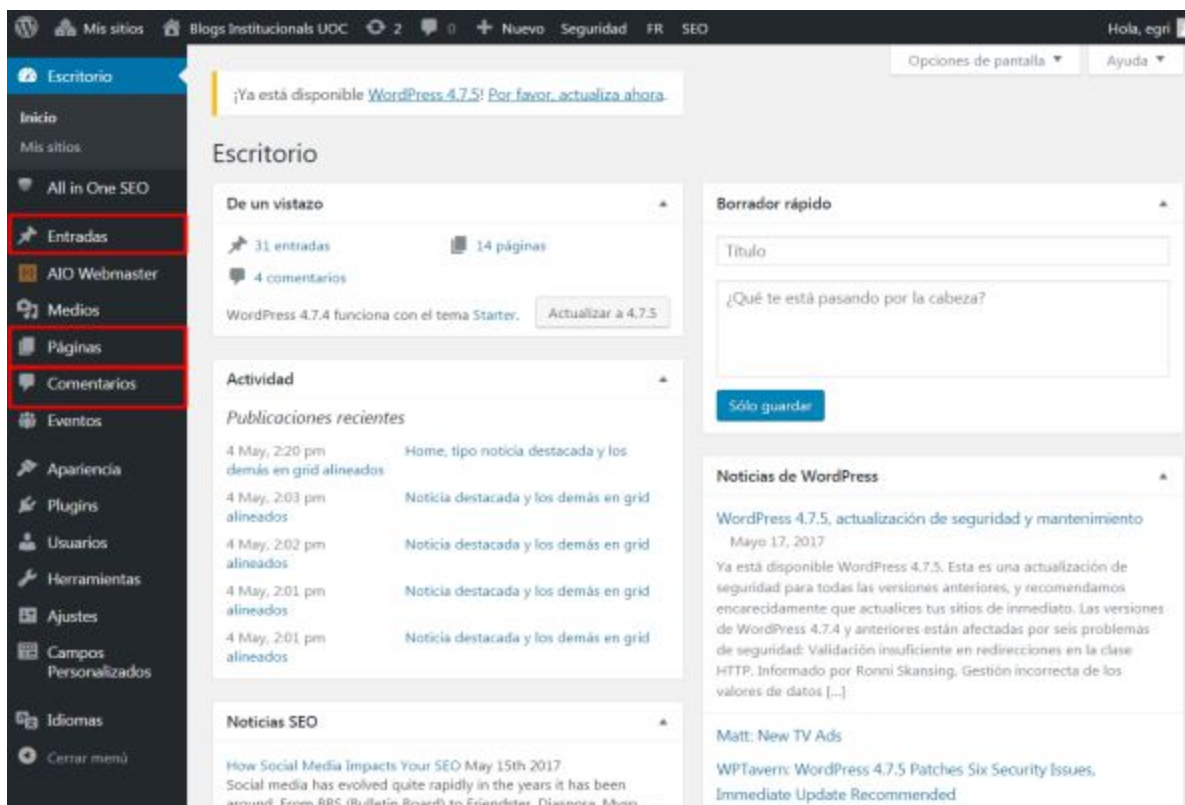 Mis sitios Blogs Institucionals UOC 2 0 Nuevo Seguridad FR SEO Hola, egri
Opciones de pantalla Ayuda
Escritorio
Inicio
Mis sitios
All in One SEO
Entradas
AIO Webmaster
Medios
Páginas
Comentarios
Eventos
Apariencia
Plugins
Usuarios
Herramientas
Ajustes
Campos
Personalizados
Idiomas
Cerrar menú
¡Ya está disponible WordPress 4.7.5! Por favor, actualiza ahora.
Escritorio
De un vistazo
31 entradas 14 páginas
4 comentarios
WordPress 4.7.4 funciona con el tema Starter. Actualizar a 4.7.5
Actividad
Publicaciones recientes
4 May, 2:20 pm Home, tipo noticia destacada y los
demás en grid alineados
4 May, 2:03 pm Noticia destacada y los demás en grid
alineados
4 May, 2:02 pm Noticia destacada y los demás en grid
alineados
4 May, 2:01 pm Noticia destacada y los demás en grid
alineados
4 May, 2:01 pm Noticia destacada y los demás en grid
alineados
Noticias SEO
How Social Media Impacts Your SEO May 15th 2017
Social media has evolved quite rapidly in the years it has been
around. From BBS (Bulletin Board) to Friendster, Diaspora, Mysp
Borrador rápido
Título
¿Qué te está pasando por la cabeza?
Sólo guardar
Noticias de WordPress
WordPress 4.7.5, actualización de seguridad y mantenimiento
Mayo 17, 2017
Ya está disponible WordPress 4.7.5. Esta es una actualización de
seguridad para todas las versiones anteriores, y recomendamos
encarecidamente que actualices tus sitios de inmediato. Las versiones
de WordPress 4.7.4 y anteriores están afectadas por seis problemas
de seguridad: Validación insuficiente en redirecciones en la clase
HTTP. Informado por Ronni Skansing. Gestión incorrecta de los
valores de datos [...]
Matt: New TV Ads
WPTavern: WordPress 4.7.5 Patches Six Security Issues,
Immediate Update Recommended